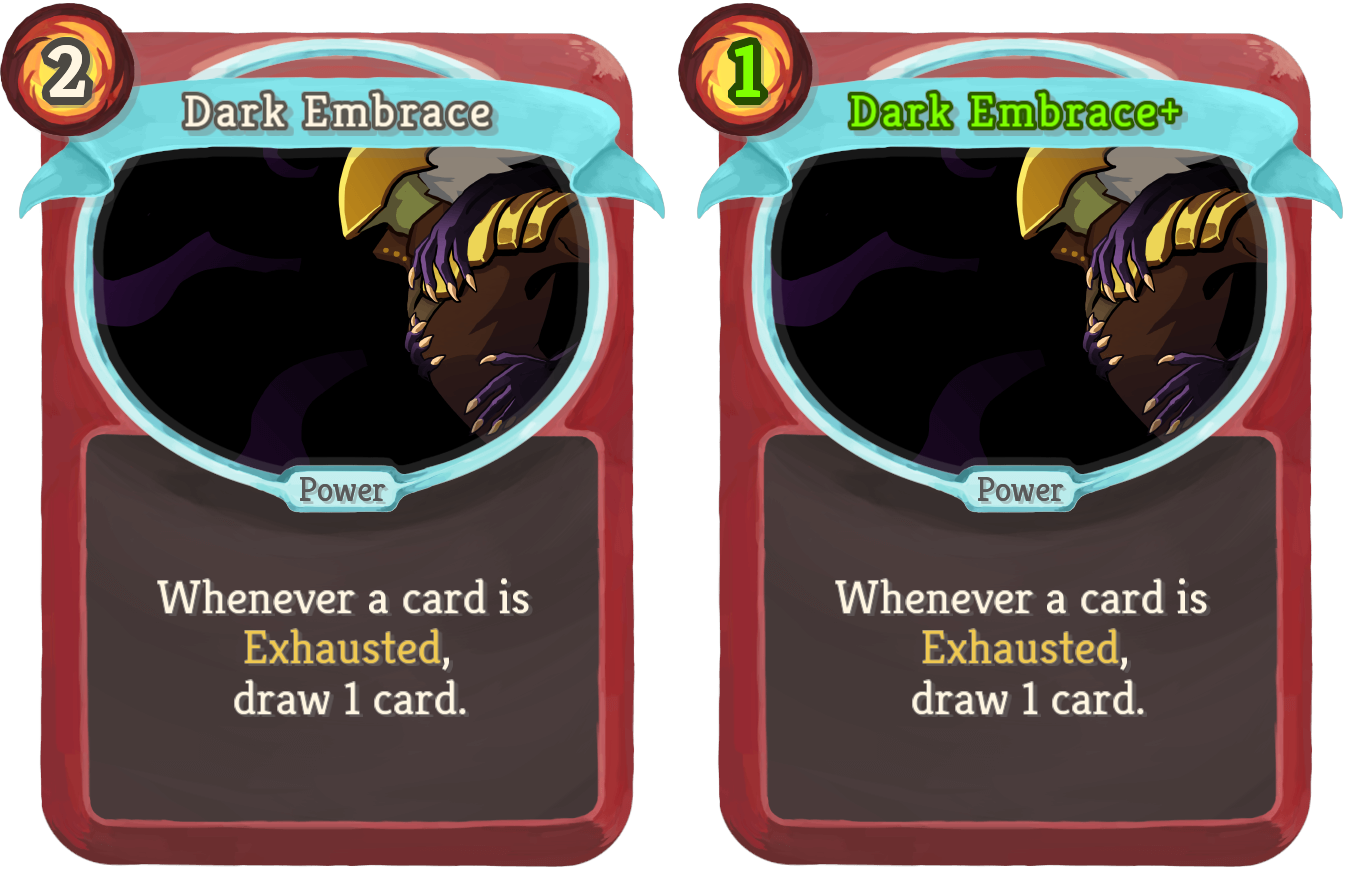 2
Dark Embrace
Power
Whenever a card is
Exhausted,
draw 1 card.
1
Dark Embrace+
Power
Whenever a card is
Exhausted,
draw 1 card.